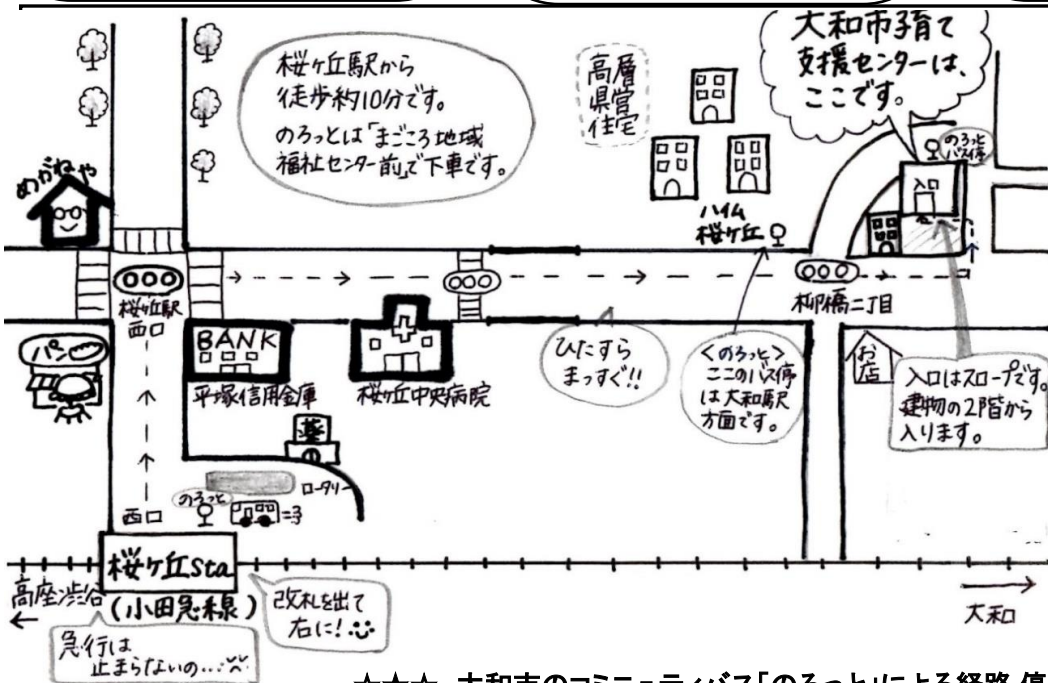 大和市子育て
支援センターは、
ここです。
桜ヶ丘駅から
徒歩約10分です。
のろっとは「まごころ地域
福祉センター前」で下車です。
高層
県営
住宅
のろっと
バス停
入口
めがねや
ハイム
桜ヶ丘
桜ヶ丘駅
西口
柳橋二丁目
パン
BANK
平塚信用金庫
桜ヶ丘中央病院
ひたすら
まっすぐ!!
<のろっと>
ここのバス停
は大和駅
方面です。
お店
入口はスロープです。
建物の2階から
入ります。
薬
ロータリー
のろっと
西口
桜ヶ丘Sta
(小田急線)
高座渋谷
改札を出て
右に!
急行は
止まらないの…
大和
★★★ 大和市のコミュニティバス「のろっと」による経路・停